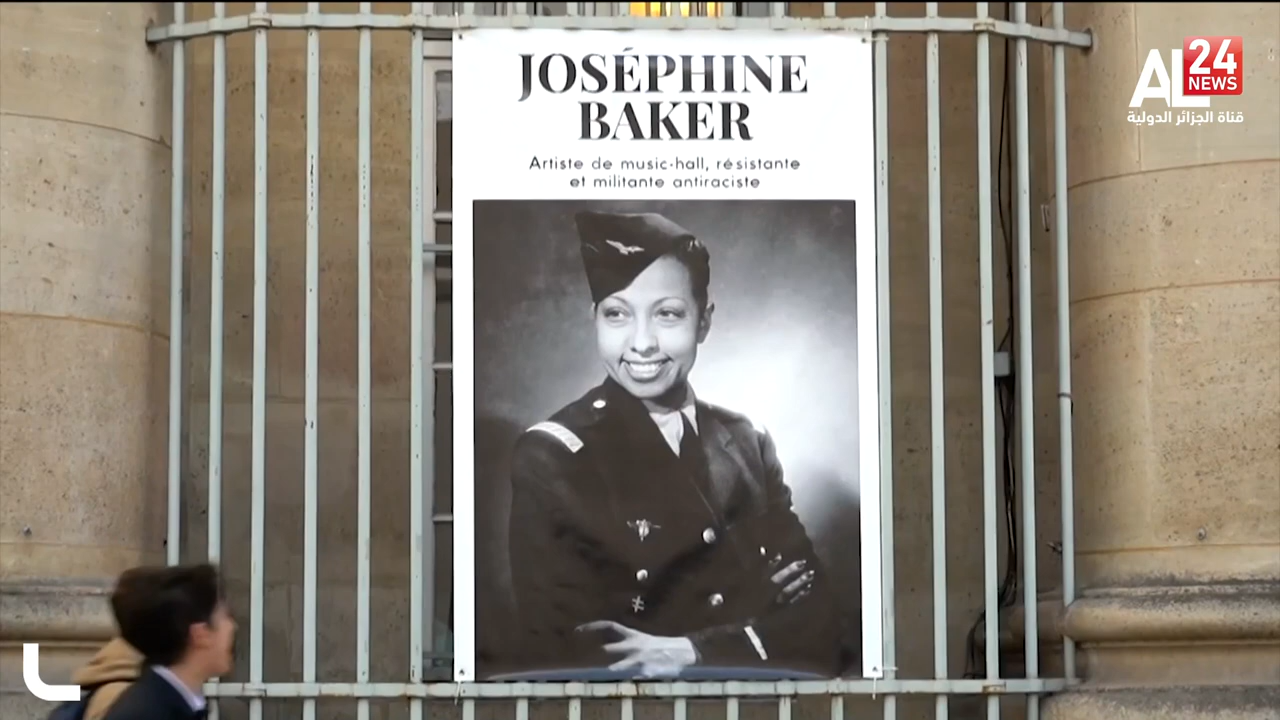 JOSÉPHINE
BAKER
Artiste de music-hall, résistante
et militante antiraciste
AL 24
NEWS
قناة الجزائر الدولية